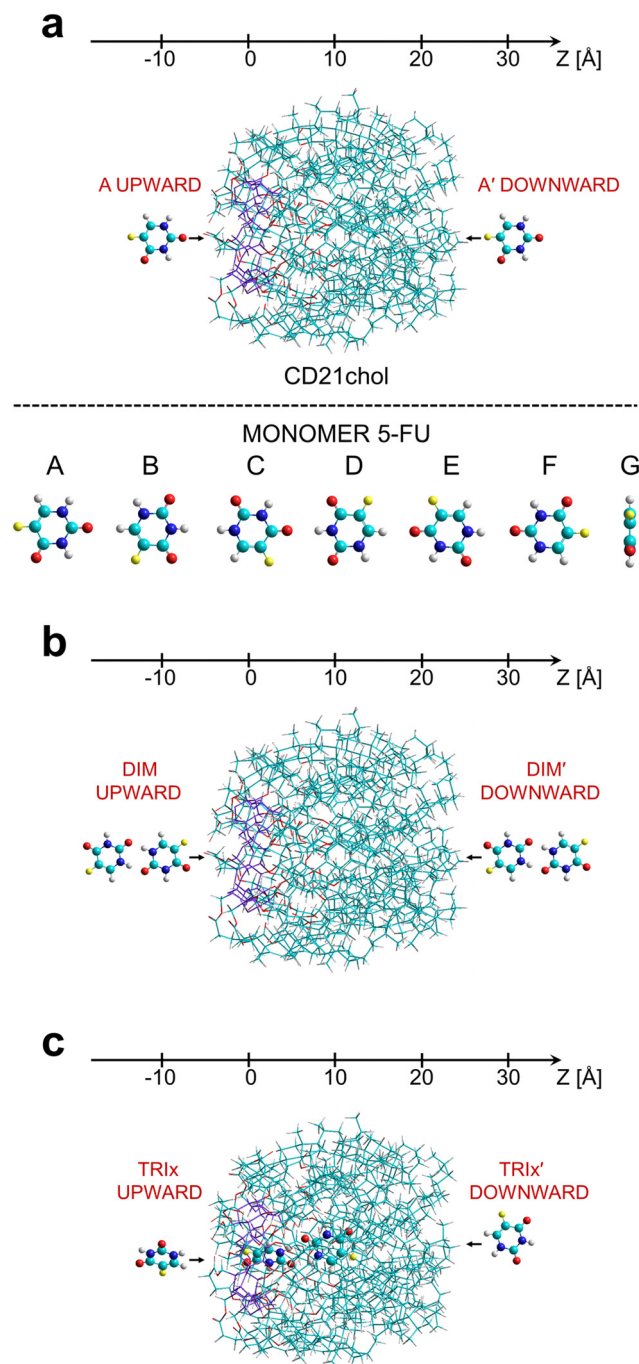 a
-10 0 10 20 30 Z [Å]
A UPWARD
A′ DOWNWARD
CD21chol
MONOMER 5-FU
A B C D E F G
b
-10 0 10 20 30 Z [Å]
DIM
UPWARD
DIM′
DOWNWARD
c
-10 0 10 20 30 Z [Å]
TRIx
UPWARD
TRIx′
DOWNWARD